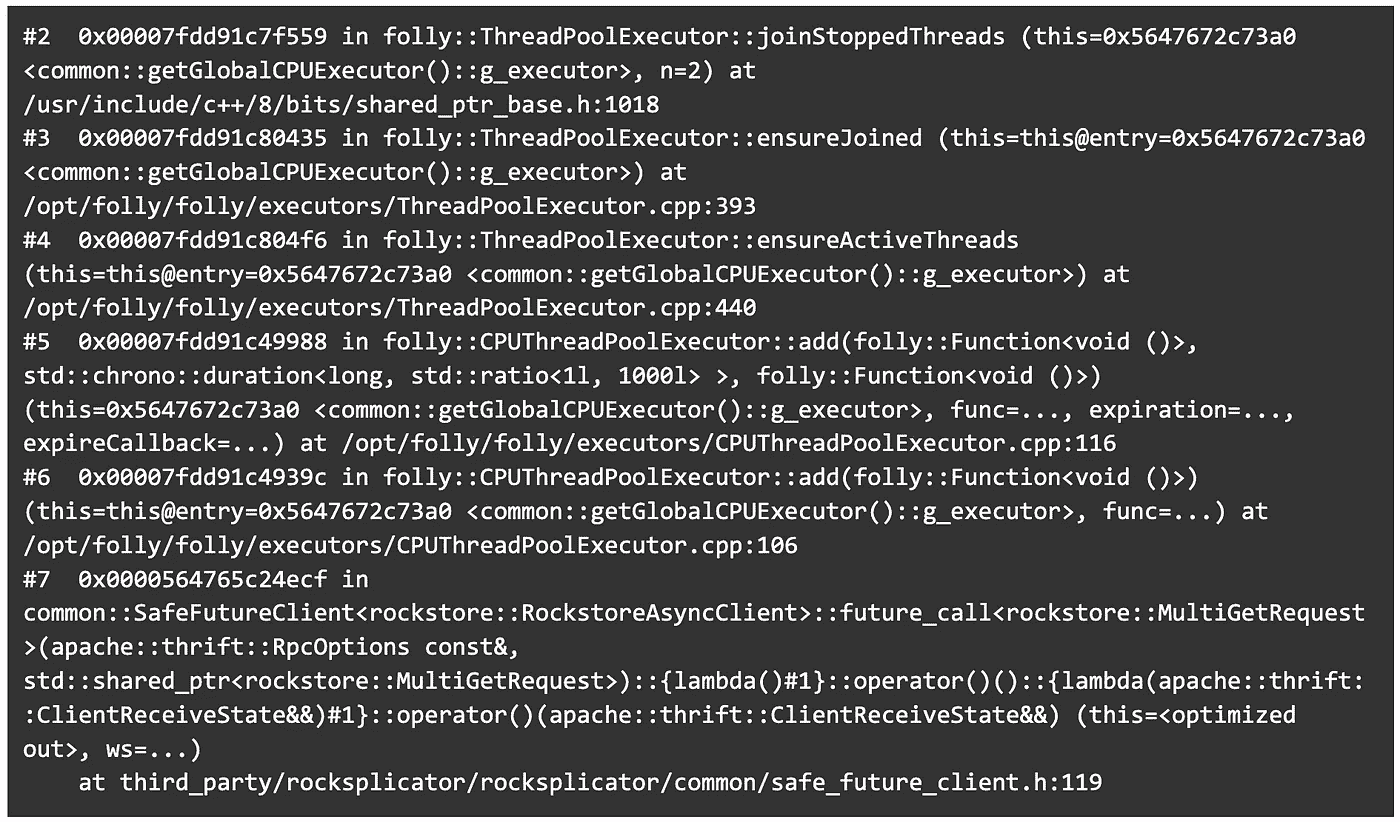 #2  0x00007fdd91c7f559 in folly::ThreadPoolExecutor::joinStoppedThreads (this=0x5647672c73a0
<common::getGlobalCPUExecutor()::g_executor>, n=2) at
/usr/include/c++/8/bits/shared_ptr_base.h:1018
#3  0x00007fdd91c80435 in folly::ThreadPoolExecutor::ensureJoined (this=this@entry=0x5647672c73a0
<common::getGlobalCPUExecutor()::g_executor>) at
/opt/folly/folly/executors/ThreadPoolExecutor.cpp:393
#4  0x00007fdd91c804f6 in folly::ThreadPoolExecutor::ensureActiveThreads
(this=this@entry=0x5647672c73a0 <common::getGlobalCPUExecutor()::g_executor>) at
/opt/folly/folly/executors/ThreadPoolExecutor.cpp:440
#5  0x00007fdd91c49988 in folly::CPUThreadPoolExecutor::add(folly::Function<void ()>,
std::chrono::duration<long, std::ratio<1l, 1000l> >, folly::Function<void ()>)
(this=0x5647672c73a0 <common::getGlobalCPUExecutor()::g_executor>, func=..., expiration=...,
expireCallback=...) at /opt/folly/folly/executors/CPUThreadPoolExecutor.cpp:116
#6  0x00007fdd91c4939c in folly::CPUThreadPoolExecutor::add(folly::Function<void ()>)
(this=this@entry=0x5647672c73a0 <common::getGlobalCPUExecutor()::g_executor>, func=...) at
/opt/folly/folly/executors/CPUThreadPoolExecutor.cpp:106
#7  0x0000564765c24ecf in
common::SafeFutureClient<rockstore::RockstoreAsyncClient>::future_call<rockstore::MultiGetRequest
>(apache::thrift::RpcOptions const&,
std::shared_ptr<rockstore::MultiGetRequest>)::{lambda()#1}::operator()()::{lambda(apache::thrift:
:ClientReceiveState&&)#1}::operator()(apache::thrift::ClientReceiveState&&) (this=<optimized
out>, ws=...)
    at third_party/rocksplicator/rocksplicator/common/safe_future_client.h:119